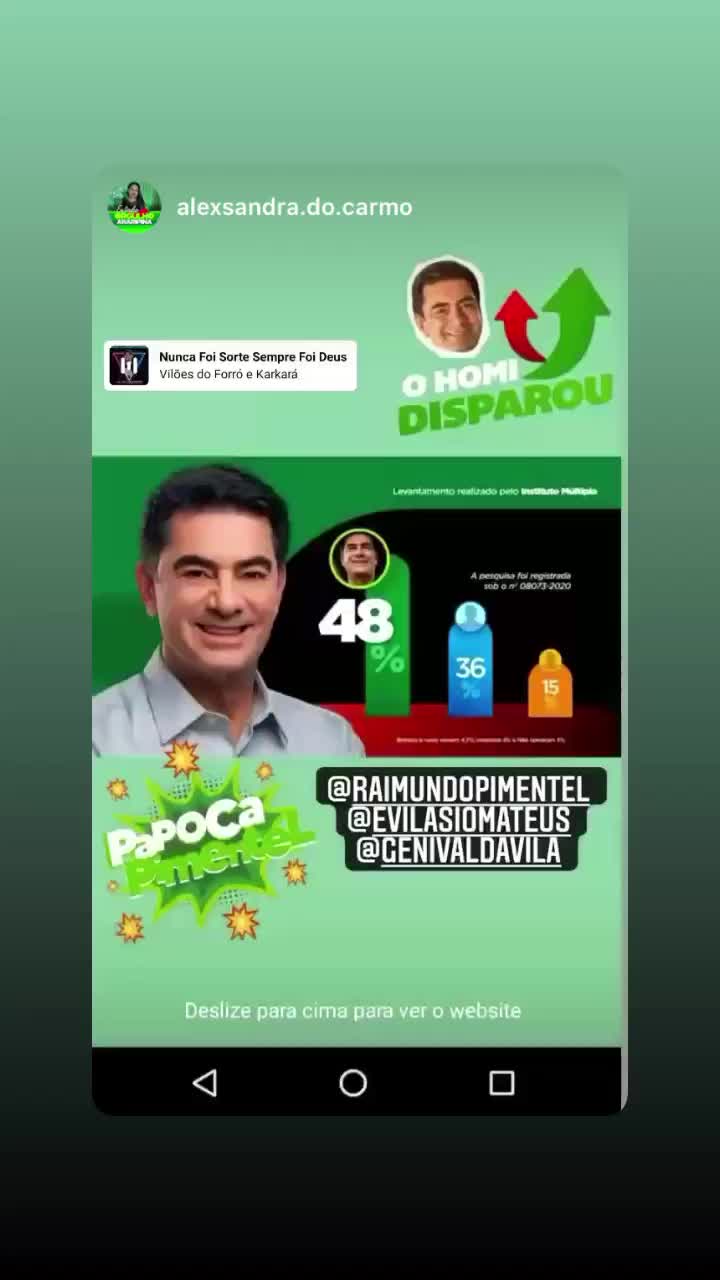 alexsandra.do.carmo
Nunca Foi Sorte Sempre Foi Deus
Vilões do Forró e Karkará
O HOMI
DISPAROU
Levantamento realizado pelo Instituto Múltipla
A pesquisa foi registrada
sob o nº 08073-2020
48
%
36
%
15
%
PaPOCa
Pimentel
@RAIMUNDOPIMENTEL
@EVILASIOMATEUS
@GENIVALDAVILA
Deslize para cima para ver o website